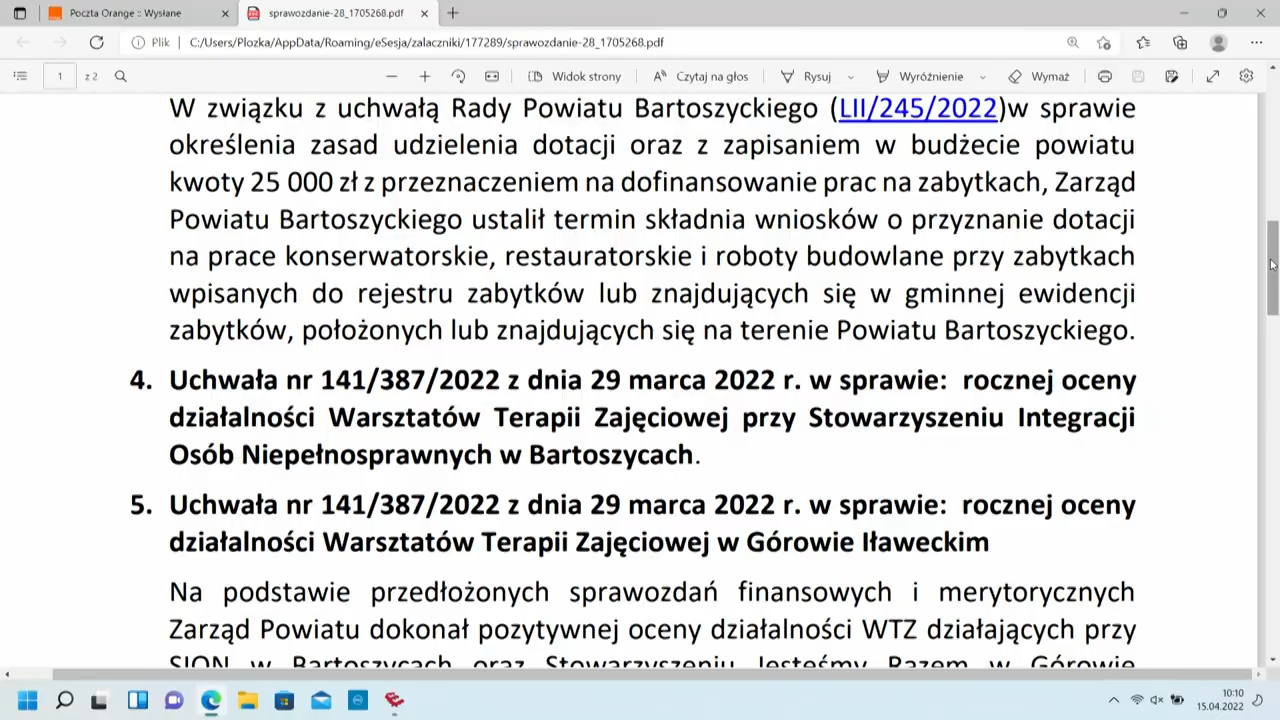 Poczta Orange :: Wysłane
sprawozdanie-28_1705268.pdf
Plik
C:/Users/Plozka/AppData/Roaming/eSesja/zalaczniki/177289/sprawozdanie-28_1705268.pdf
1 z 2
Widok strony
Czytaj na głos
Rysuj
Wyróżnienie
Wymaż
W związku z uchwałą Rady Powiatu Bartoszyckiego (LII/245/2022)w sprawie
określenia zasad udzielenia dotacji oraz z zapisaniem w budżecie powiatu
kwoty 25 000 zł z przeznaczeniem na dofinansowanie prac na zabytkach, Zarząd
Powiatu Bartoszyckiego ustalił termin składnia wniosków o przyznanie dotacji
na prace konserwatorskie, restauratorskie i roboty budowlane przy zabytkach
wpisanych do rejestru zabytków lub znajdujących się w gminnej ewidencji
zabytków, położonych lub znajdujących się na terenie Powiatu Bartoszyckiego.
4. Uchwała nr 141/387/2022 z dnia 29 marca 2022 r. w sprawie: rocznej oceny
działalności Warsztatów Terapii Zajęciowej przy Stowarzyszeniu Integracji
Osób Niepełnosprawnych w Bartoszycach.
5. Uchwała nr 141/387/2022 z dnia 29 marca 2022 r. w sprawie: rocznej oceny
działalności Warsztatów Terapii Zajęciowej w Górowie Iławeckim
Na podstawie przedłożonych sprawozdań finansowych i merytorycznych
Zarząd Powiatu dokonał pozytywnej oceny działalności WTZ działających przy
SION w Bartoszycach oraz Stowarzyszeniu Jesteśmy Razem w Górowie
10:10
15.04.2022